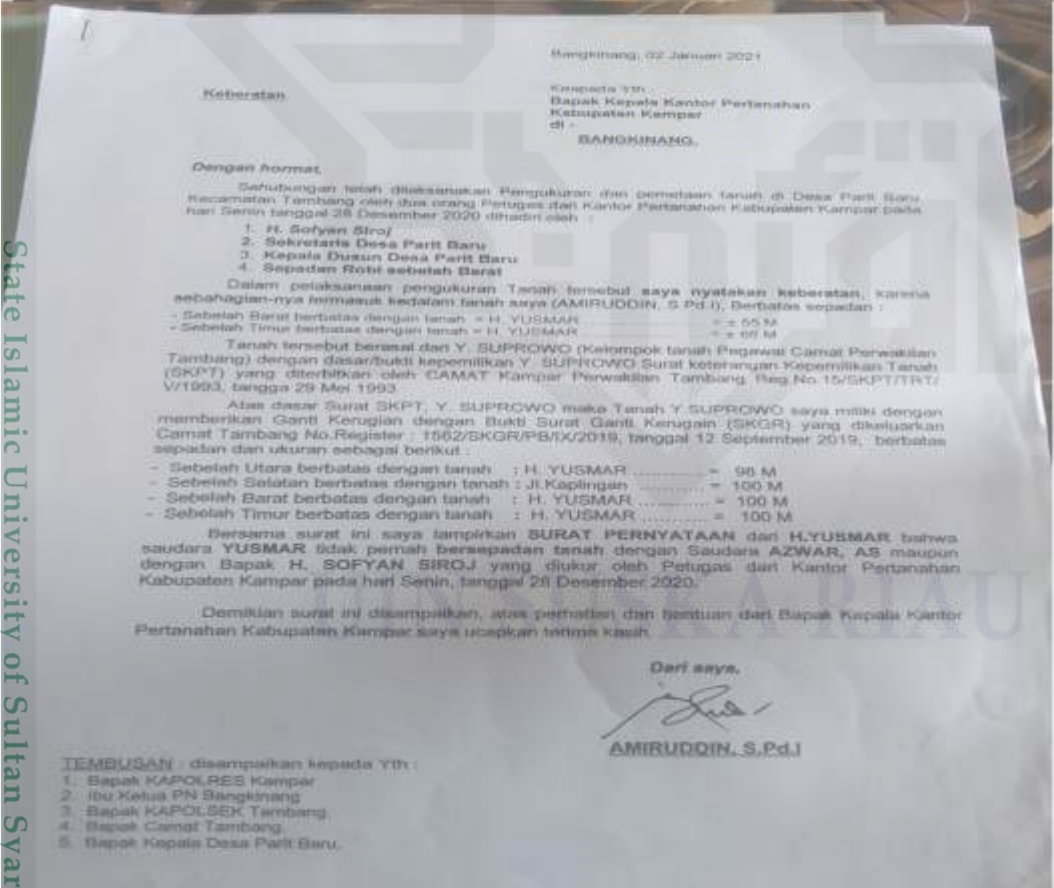 Bangkinang, 02 Januari 2021
Keberatan
Kepada Yth
Bapak Kepala Kantor Pertanahan
Kabupaten Kampar
di -
BANGKINANG.
Dengan hormat,
Sehubungan telah dilaksanakan Pengukuran dan pemetaan tanah di Desa Parit Baru
Kecamatan Tambang oleh dua orang Petugas dari Kantor Pertanahan Kabupaten Kampar pada
hari Senin tanggal 28 Desember 2020 dihadiri oleh :
1. H. Sofyan Siroj
2. Sekretaris Desa Parit Baru
3. Kepala Dusun Desa Parit Baru
4. Sepadan Robi sebelah Barat
Dalam pelaksanaan pengukuran Tanah tersebut saya nyatakan keberatan, karena
sebahagian-nya termasuk kedalam tanah saya (AMIRUDDIN, S.Pd.I), Berbatas sepadan :
- Sebelah Barat berbatas dengan tanah = H. YUSMAR ............ = ± 55 M
- Sebelah Timur berbatas dengan tanah = H. YUSMAR ............ = ± M
Tanah tersebut berasal dari Y. SUPROWO (Kelompok tanah Pegawai Camat Perwakilan
Tambang) dengan dasar/bukti kepemilikan Y. SUPROWO Surat keterangan Kepemilikan Tanah
(SKPT) yang diterbitkan oleh CAMAT Kampar Perwakilan Tambang Reg.No.15/SKPT/TRT/
V/1993, tangga 29 Mei 1993
Atas dasar Surat SKPT, Y. SUPROWO maka Tanah Y.SUPROWO saya miliki dengan
memberikan Ganti Kerugian dengan Bukti Surat Ganti Kerugain (SKGR) yang dikeluarkan
Camat Tambang No.Register : 1562/SKGR/PB/IX/2019, tanggal 12 September 2019, berbatas
sepadan dan ukuran sebagai berikut :
- Sebelah Utara berbatas dengan tanah : H. YUSMAR ............ = 98 M
- Sebelah Selatan berbatas dengan tanah : Jl.Kaplingan ............ = 100 M
- Sebelah Barat berbatas dengan tanah : H. YUSMAR ............ = 100 M
- Sebelah Timur berbatas dengan tanah : H. YUSMAR ............ = 100 M
Bersama surat ini saya lampirkan SURAT PERNYATAAN dari H.YUSMAR bahwa
saudara YUSMAR tidak pernah bersepadan tanah dengan Saudara AZWAR, AS maupun
dengan Bapak H. SOFYAN SIROJ yang diukur oleh Petugas dari Kantor Pertanahan
Kabupaten Kampar pada hari Senin, tanggal 28 Desember 2020.
Demikian surat ini disampaikan, atas perhatian dan bantuan dari Bapak Kepala Kantor
Pertanahan Kabupaten Kampar saya ucapkan terima kasih
Dari saya,
AMIRUDDIN, S.Pd.I
TEMBUSAN : disampaikan kepada Yth :
1. Bapak KAPOLRES Kampar
2. Ibu Ketua PN Bangkinang
3. Bapak KAPOLSEK Tambang.
4. Bapak Camat Tambang.
5. Bapak Kepala Desa Parit Baru.
State Islamic University of Sultan Syar
UIN SUSKA RIAU